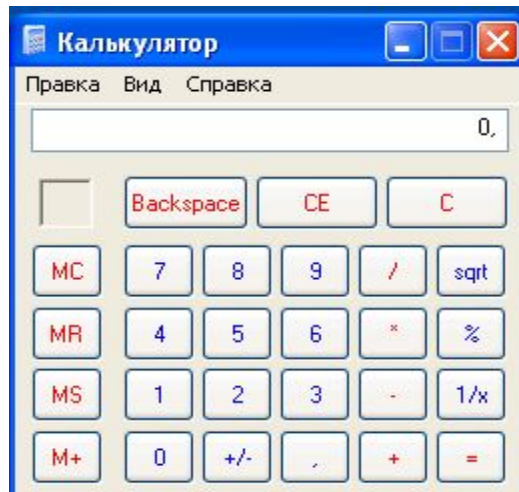 Калькулятор
Правка Вид Справка
0,
Backspace CE C
MC 7 8 9 / sqrt
MR 4 5 6 * %
MS 1 2 3 - 1/x
M+ 0 +/- , + =